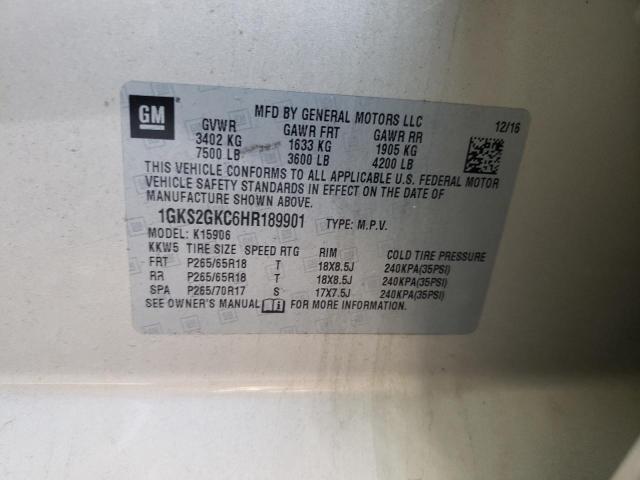 GM
MFD BY GENERAL MOTORS LLC 12/16
GVWR GAWR FRT GAWR RR
3402 KG 1633 KG 1905 KG
7500 LB 3600 LB 4200 LB
THIS VEHICLE CONFORMS TO ALL APPLICABLE U.S. FEDERAL MOTOR
VEHICLE SAFETY STANDARDS IN EFFECT ON THE DATE OF
MANUFACTURE SHOWN ABOVE.
1GKS2GKC6HR189901 TYPE: M.P.V.
MODEL: K15906
KKW5 TIRE SIZE SPEED RTG RIM COLD TIRE PRESSURE
FRT P265/65R18 T 18X8.5J 240KPA(35PSI)
RR P265/65R18 T 18X8.5J 240KPA(35PSI)
SPA P265/70R17 S 17X7.5J 240KPA(35PSI)
SEE OWNER'S MANUAL FOR MORE INFORMATION